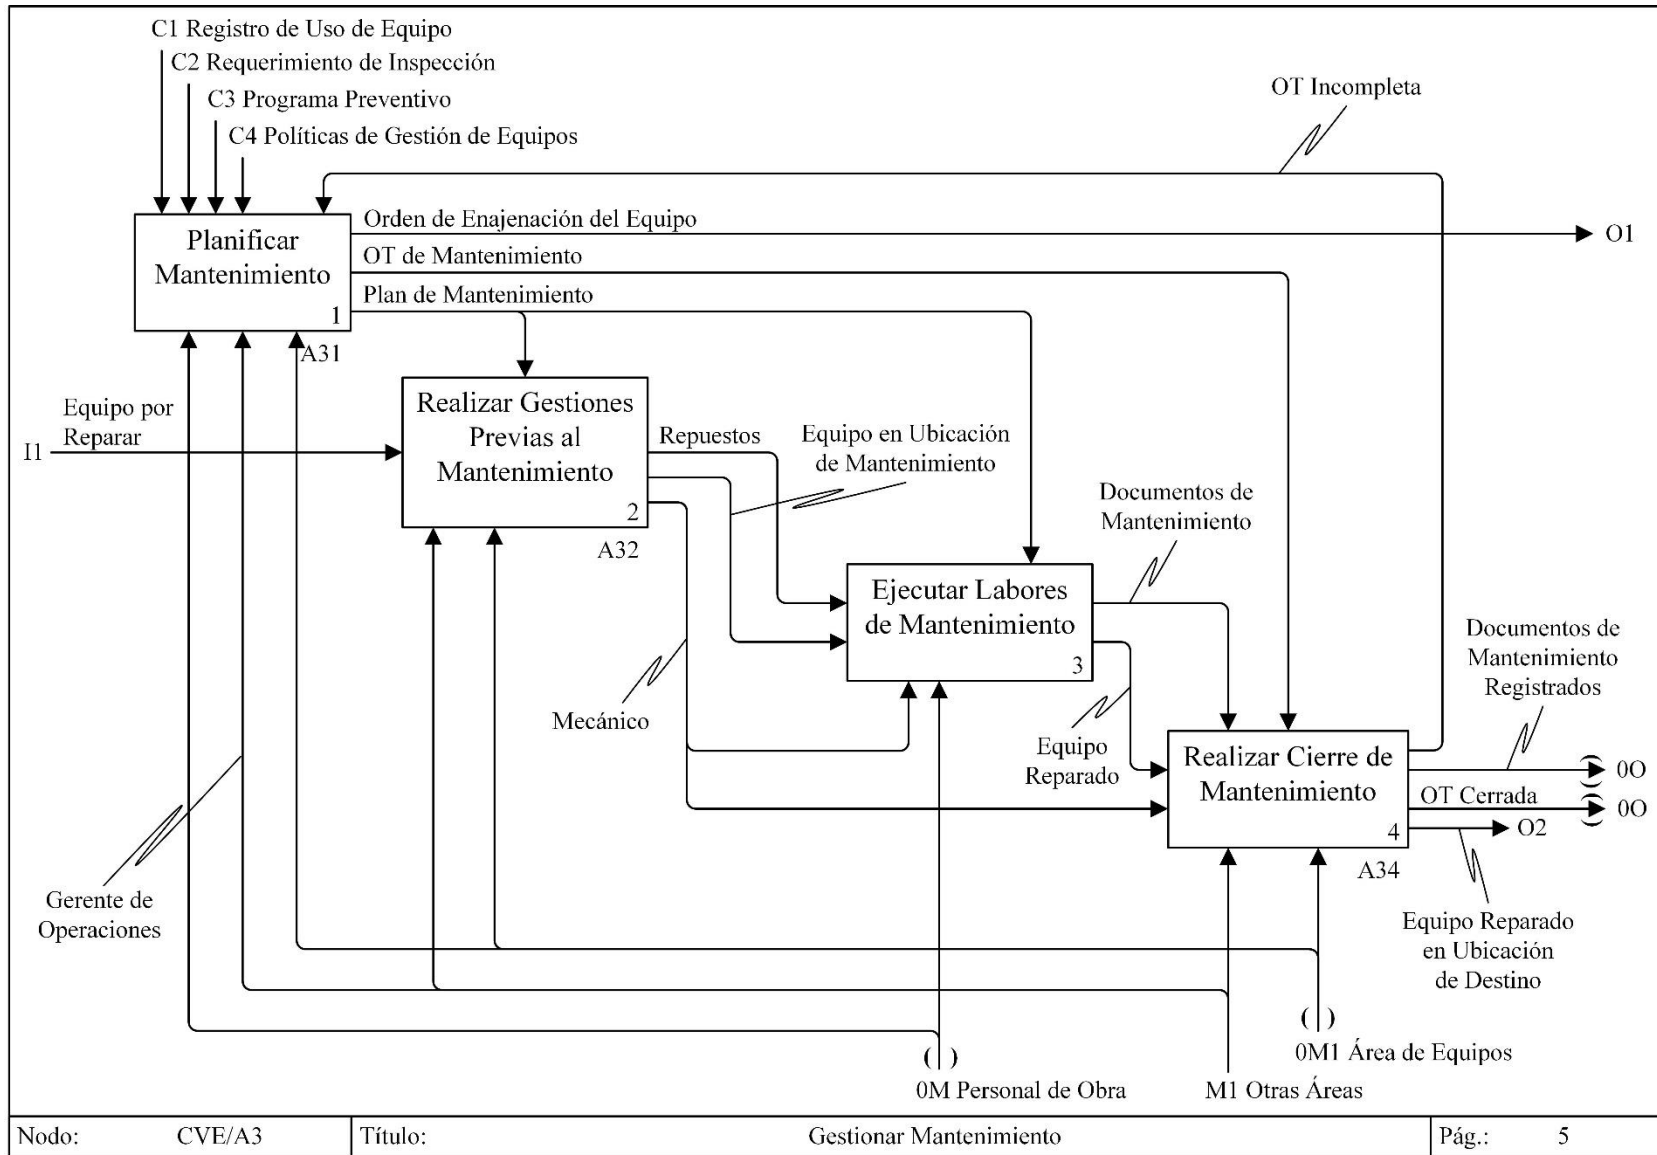 C1 Registro de Uso de Equipo
C2 Requerimiento de Inspección
C3 Programa Preventivo
C4 Políticas de Gestión de Equipos
OT Incompleta
Planificar
Mantenimiento
1
A31
Orden de Enajenación del Equipo
O1
OT de Mantenimiento
Plan de Mantenimiento
I1
Equipo por
Reparar
Realizar Gestiones
Previas al
Mantenimiento
2
A32
Repuestos
Equipo en Ubicación
de Mantenimiento
Mecánico
Ejecutar Labores
de Mantenimiento
3
Documentos de
Mantenimiento
Equipo
Reparado
Realizar Cierre de
Mantenimiento
4
A34
Documentos de
Mantenimiento
Registrados
0O
OT Cerrada
0O
O2
Equipo Reparado
en Ubicación
de Destino
Gerente de
Operaciones
0M1 Área de Equipos
0M Personal de Obra
M1 Otras Áreas
Nodo: CVE/A3 Título: Gestionar Mantenimiento Pág.: 5